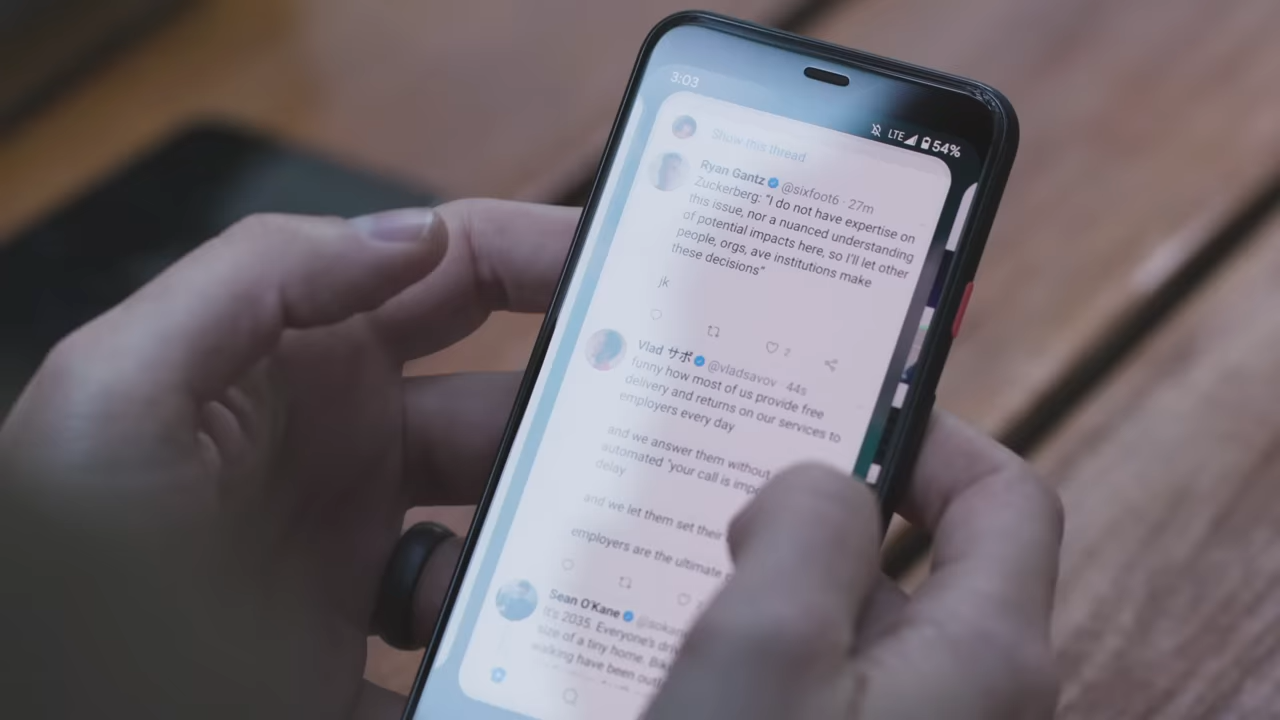 3:03
LTE 54%
Show this thread
Ryan Gantz @sixfoot6 · 27m
Zuckerberg: "I do not have expertise on
this issue, nor a nuanced understanding
of potential impacts here, so I'll let other
people, orgs, ave institutions make
these decisions"
jk
7
Vlad サポ @vladsavov · 44s
funny how most of us provide free
delivery and returns on our services to
employers every day
and we answer them without
automated "your call is
delay
and we let them set their
employers are the ultimate
Sean O'Kane
It's 2035. Everyone's
size of a tiny home.
walking have been